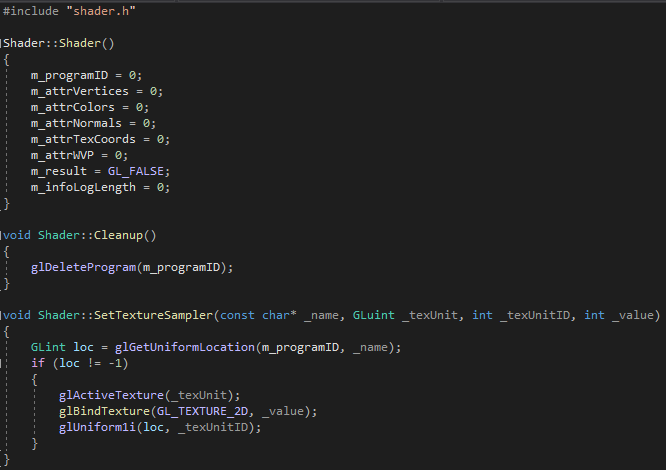 #include "shader.h"
Shader::Shader()
{
m_programID = 0;
m_attrVertices = 0;
m_attrColors = 0;
m_attrNormals = 0;
m_attrTexCoords = 0;
m_attrWVP = 0;
m_result = GL_FALSE;
m_infoLogLength = 0;
}
void Shader::Cleanup()
{
glDeleteProgram(m_programID);
}
void Shader::SetTextureSampler(const char* _name, GLuint _texUnit, int _texUnitID, int _value)
{
GLint loc = glGetUniformLocation(m_programID, _name);
if (loc != -1)
{
glActiveTexture(_texUnit);
glBindTexture(GL_TEXTURE_2D, _value);
glUniform1i(loc, _texUnitID);
}
}